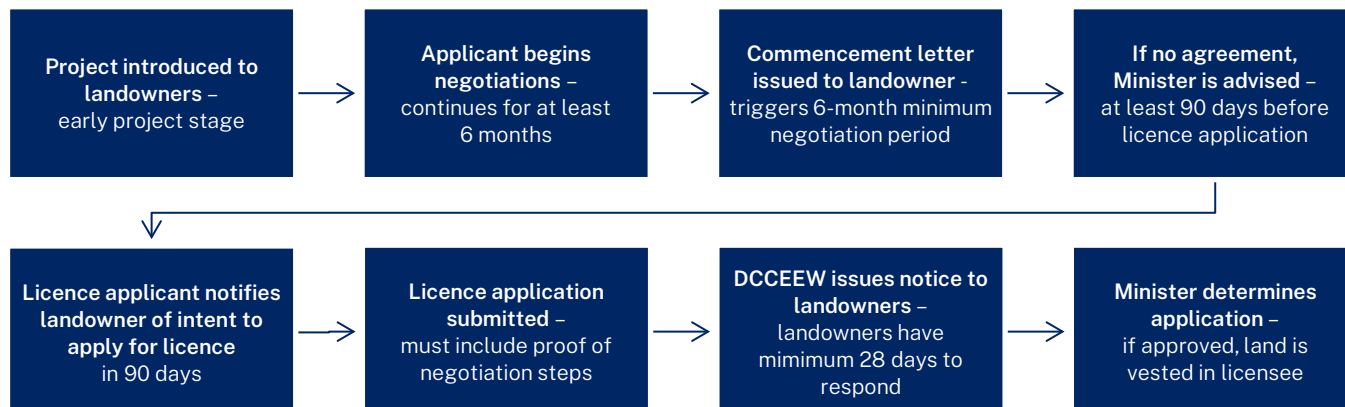 Project introduced to
landowners –
early project stage
Applicant begins
negotiations –
continues for at least
6 months
Commencement letter
issued to landowner -
triggers 6-month minimum
negotiation period
If no agreement,
Minister is advised –
at least 90 days before
licence application
Licence applicant notifies
landowner of intent to
apply for licence
in 90 days
Licence application
submitted –
must include proof of
negotiation steps
DCCEEW issues notice to
landowners –
landowners have
mimimum 28 days to
respond
Minister determines
application –
if approved, land is
vested in licensee